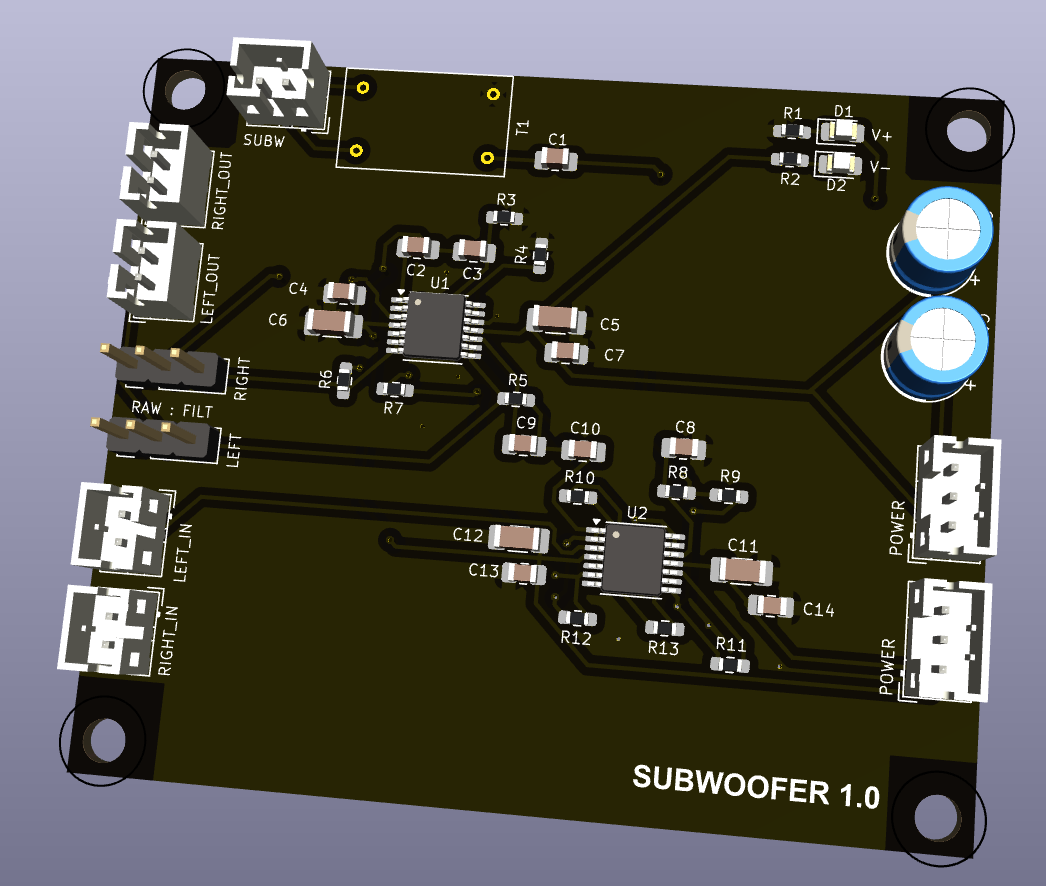 SUBW
T1
C1
R1
D1
V+
R2
D2
V-
RIGHT_OUT
LEFT_OUT
R3
R4
C2
C3
U1
C4
C6
C5
C7
+
+
RIGHT
RAW : FILT
LEFT
R6
R7
R5
C9
C10
C8
R10
R8
R9
U2
C12
C13
C11
C14
R12
R13
R11
LEFT_IN
RIGHT_IN
POWER
POWER
SUBWOOFER 1.0